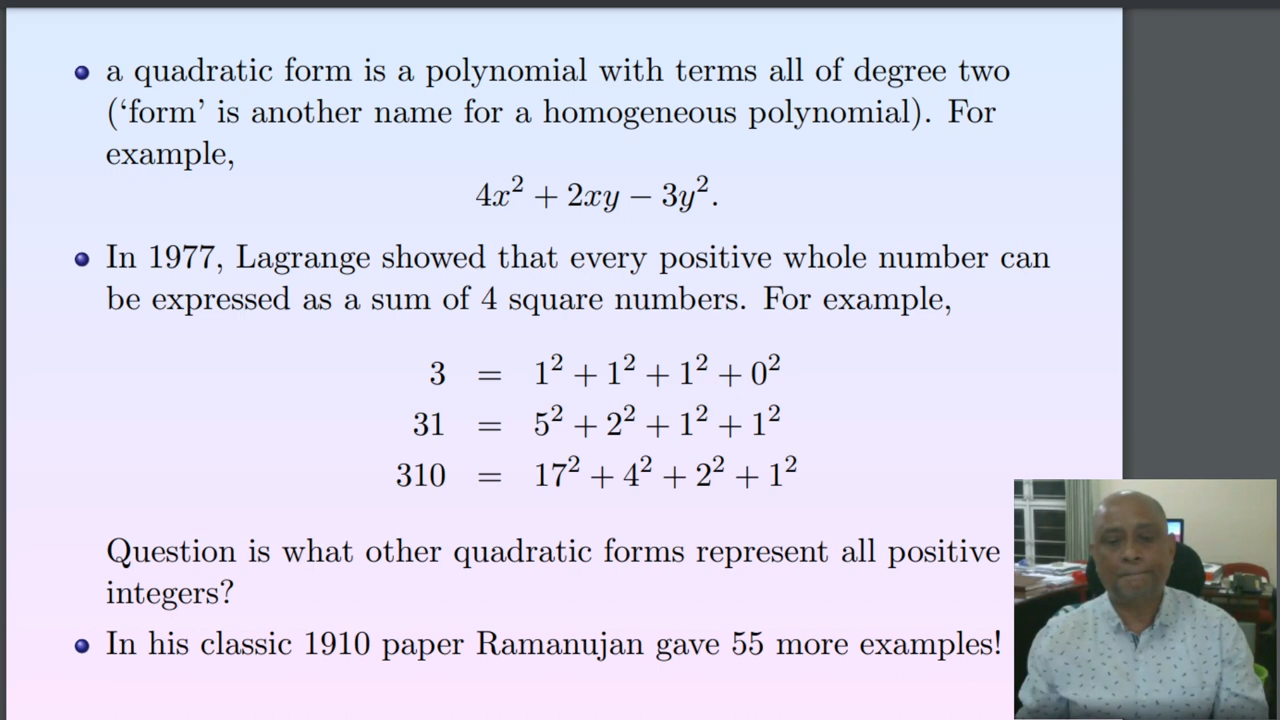 a quadratic form is a polynomial with terms all of degree two
(‘form’ is another name for a homogeneous polynomial). For
example,
4x² + 2xy − 3y².
In 1977, Lagrange showed that every positive whole number can
be expressed as a sum of 4 square numbers. For example,
3 = 1² + 1² + 1² + 0²
31 = 5² + 2² + 1² + 1²
310 = 17² + 4² + 2² + 1²
Question is what other quadratic forms represent all positive
integers?
In his classic 1910 paper Ramanujan gave 55 more examples!